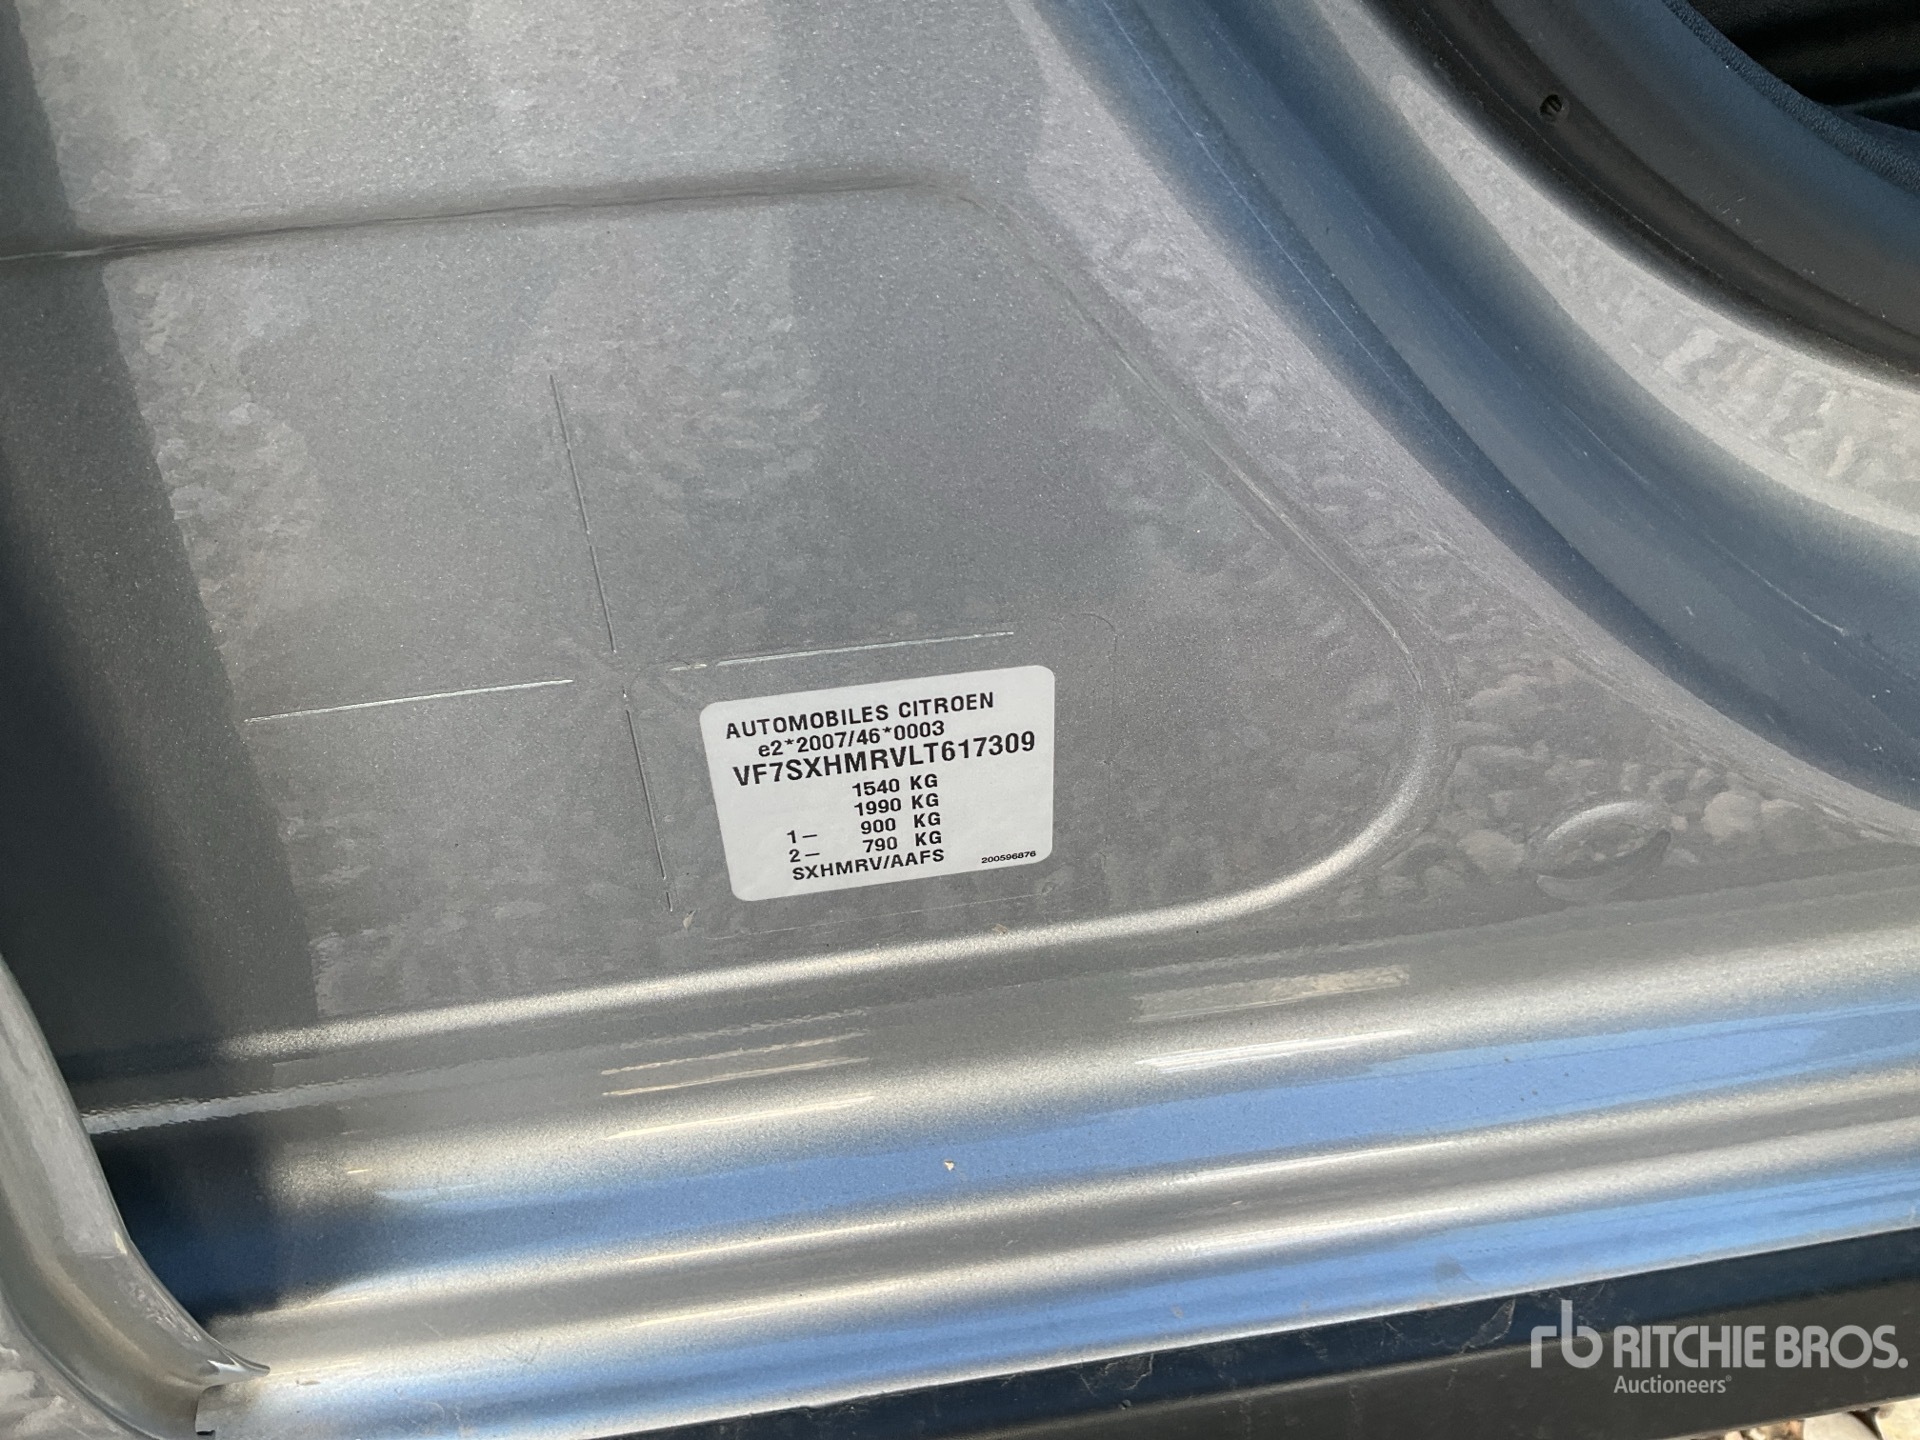 AUTOMOBILES CITROEN
e2*2007/46*0003
VF7SXHMRVLT617309
1540 KG
1990 KG
1– 900 KG
2– 790 KG
SXHMRV/AAFS 200596876
rb RITCHIE BROS.
Auctioneers®